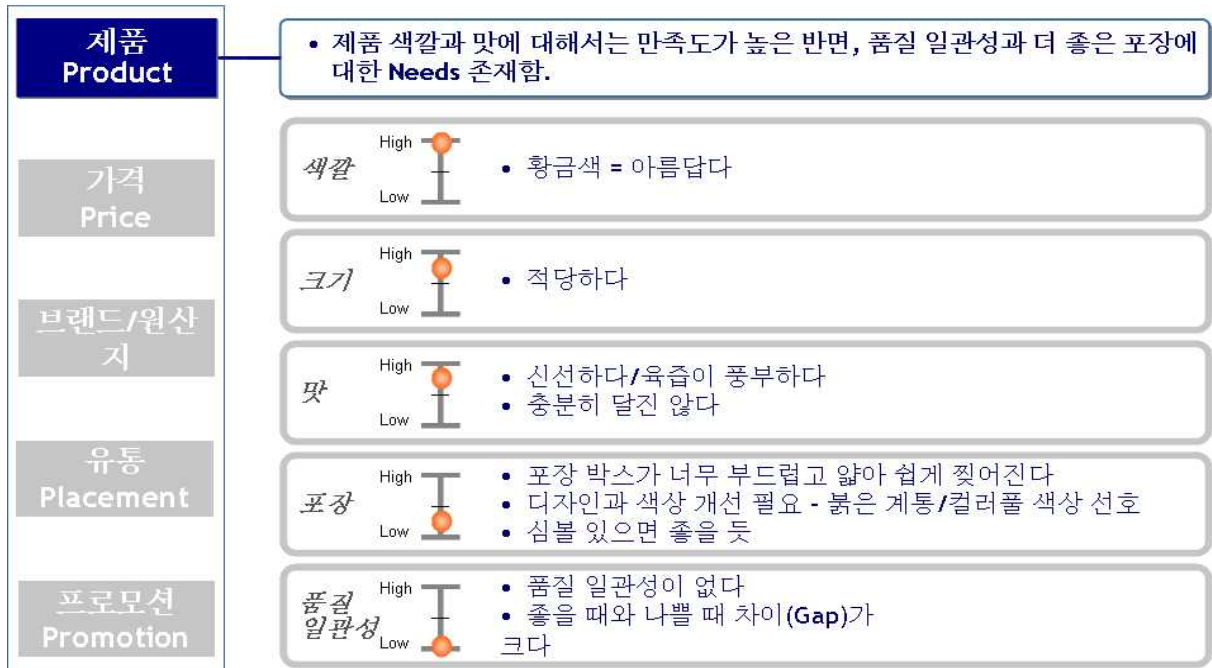 제품
Product
• 제품 색깔과 맛에 대해서는 만족도가 높은 반면, 품질 일관성과 더 좋은 포장에
대한 Needs 존재함.
가격
Price
브랜드/원산
지
유통
Placement
프로모션
Promotion
색깔
High
Low
• 황금색 = 아름답다
크기
High
Low
• 적당하다
맛
High
Low
• 신선하다/육즙이 풍부하다
• 충분히 달진 않다
포장
High
Low
• 포장 박스가 너무 부드럽고 얇아 쉽게 찢어진다
• 디자인과 색상 개선 필요 - 붉은 계통/컬러풀 색상 선호
• 심볼 있으면 좋을 듯
품질
일관성
High
Low
• 품질 일관성이 없다
• 좋을 때와 나쁠 때 차이(Gap)가
크다